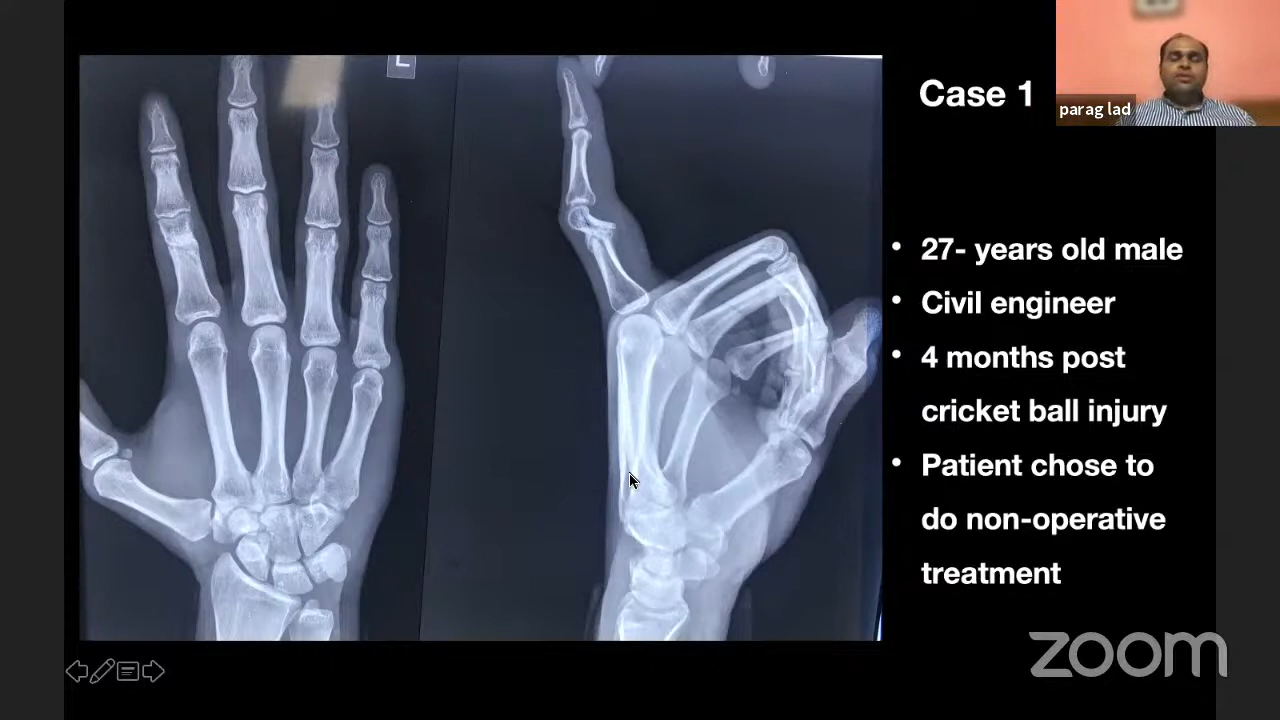 L
Case 1
parag lad
• 27- years old male
• Civil engineer
• 4 months post
cricket ball injury
• Patient chose to
do non-operative
treatment
zoom